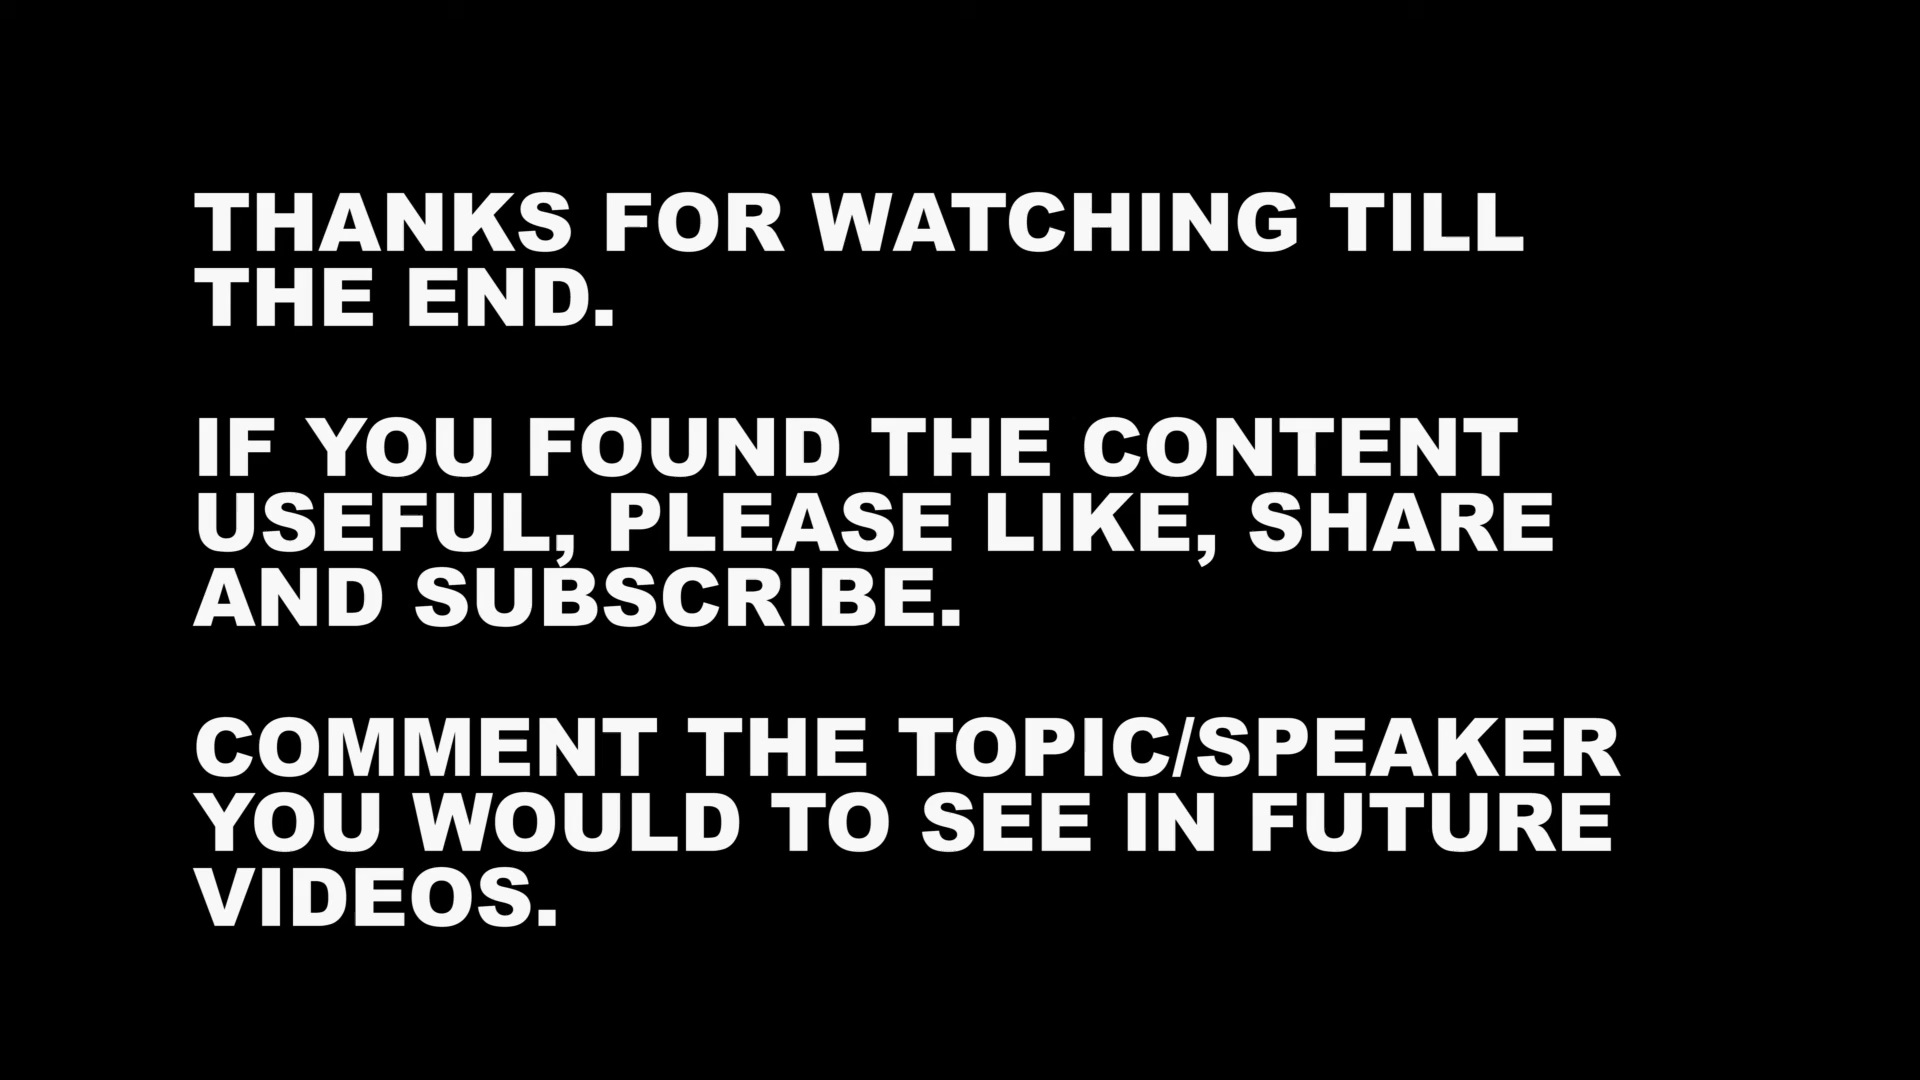 THANKS FOR WATCHING TILL
THE END.
IF YOU FOUND THE CONTENT
USEFUL, PLEASE LIKE, SHARE
AND SUBSCRIBE.
COMMENT THE TOPIC/SPEAKER
YOU WOULD TO SEE IN FUTURE
VIDEOS.